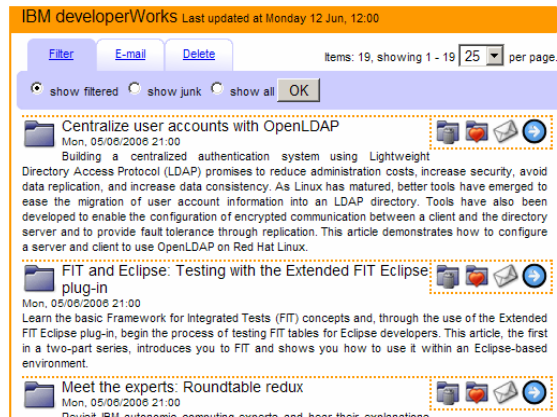 IBM developerWorks Last updated at Monday 12 Jun, 12:00
Filter E-mail Delete Items: 19, showing 1 - 19 25 per page.
show filtered show junk show all OK
Centralize user accounts with OpenLDAP
Mon, 05/06/2006 21:00
Building a centralized authentication system using Lightweight
Directory Access Protocol (LDAP) promises to reduce administration costs, increase security, avoid
data replication, and increase data consistency. As Linux has matured, better tools have emerged to
ease the migration of user account information into an LDAP directory. Tools have also been
developed to enable the configuration of encrypted communication between a client and the directory
server and to provide fault tolerance through replication. This article demonstrates how to configure
a server and client to use OpenLDAP on Red Hat Linux.
FIT and Eclipse: Testing with the Extended FIT Eclipse
plug-in
Mon, 05/06/2006 21:00
Learn the basic Framework for Integrated Tests (FIT) concepts and, through the use of the Extended
FIT Eclipse plug-in, begin the process of testing FIT tables for Eclipse developers. This article, the first
in a two-part series, introduces you to FIT and shows you how to use it within an Eclipse-based
environment.
Meet the experts: Roundtable redux
Mon, 05/06/2006 21:00
Revisit IBM autonomic computing experts and hear their explanations